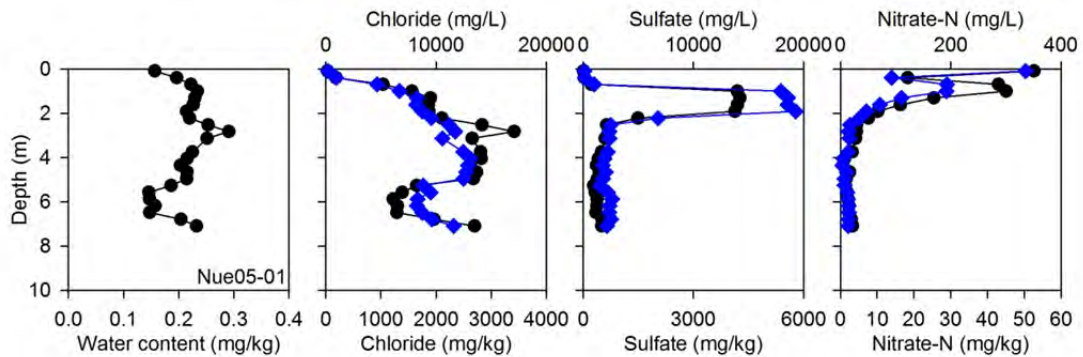 Chloride (mg/L) Sulfate (mg/L) Nitrate-N (mg/L)
0 10000 20000 0 10000 200000 0 200 400
0
2
4
6
8
10
Depth (m)
Nue05-01
0.0 0.1 0.2 0.3 0.4 0 1000 2000 3000 4000 0 3000 6000 0 10 20 30 40 50 60
Water content (mg/kg) Chloride (mg/kg) Sulfate (mg/kg) Nitrate-N (mg/kg)